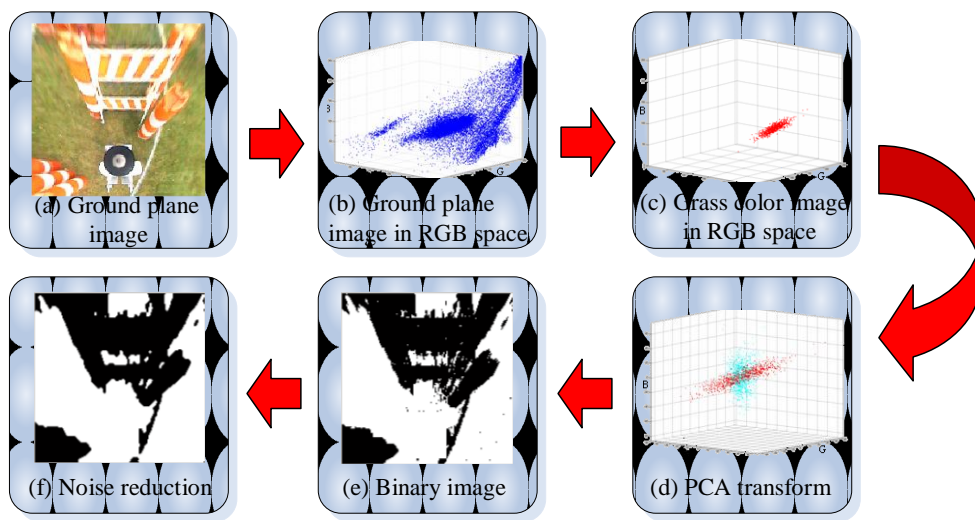 (a) Ground plane
image
B
G
(b) Ground plane
image in RGB space
B
G
(c) Grass color image
in RGB space
(f) Noise reduction
(e) Binary image
B
G
(d) PCA transform